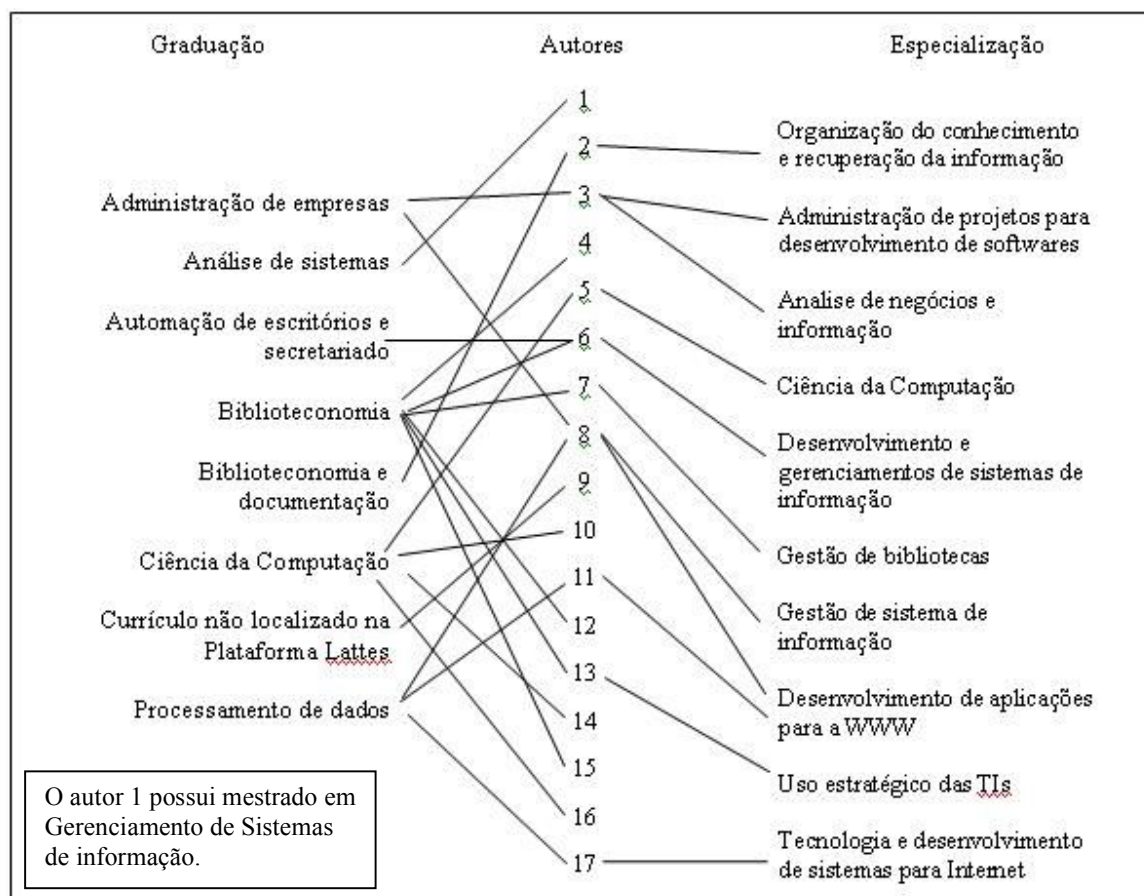 Graduação
Autores
Especialização
Administração de empresas
Análise de sistemas
Automação de escritórios e
secretariado
Biblioteconomia
Biblioteconomia e
documentação
Ciência da Computação
Currículo não localizado na
Plataforma Lattes
Processamento de dados
1
2
3
4
5
6
7
8
9
10
11
12
13
14
15
16
17
Organização do conhecimento
e recuperação da informação
Administração de projetos para
desenvolvimento de softwares
Analise de negócios e
informação
Ciência da Computação
Desenvolvimento e
gerenciamentos de sistemas de
informação
Gestão de bibliotecas
Gestão de sistema de
informação
Desenvolvimento de aplicações
para a WWW
Uso estratégico das TIs
Tecnologia e desenvolvimento
de sistemas para Internet
O autor 1 possui mestrado em
Gerenciamento de Sistemas
de informação.